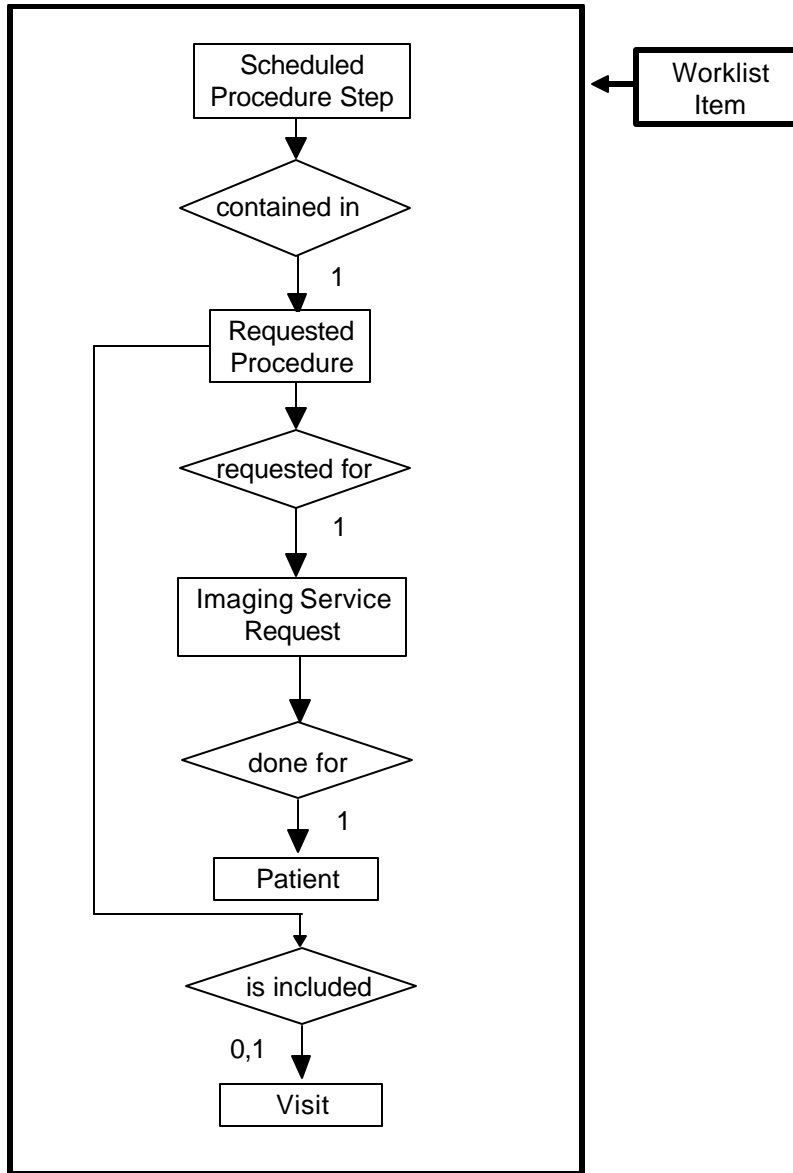 Scheduled
Procedure Step
Worklist
Item
contained in
1
Requested
Procedure
requested for
1
Imaging Service
Request
done for
1
Patient
is included
0,1
Visit